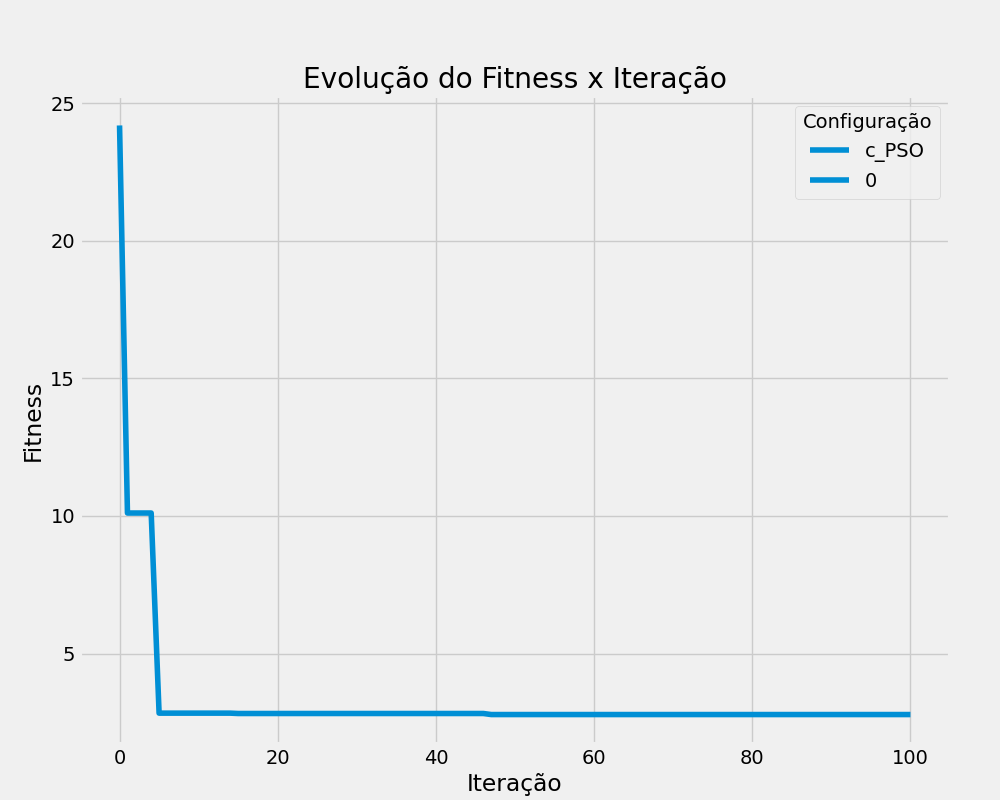 Evolução do Fitness x Iteração
25
20
15
10
5
Fitness
Configuração
c_PSO
0
0 20 40 60 80 100
Iteração